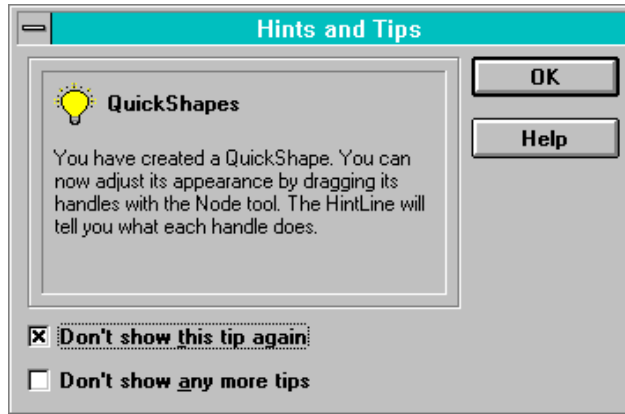 Hints and Tips
QuickShapes
You have created a QuickShape. You can
now adjust its appearance by dragging its
handles with the Node tool. The HintLine will
tell you what each handle does.
OK
Help
Don't show this tip again
Don't show any more tips